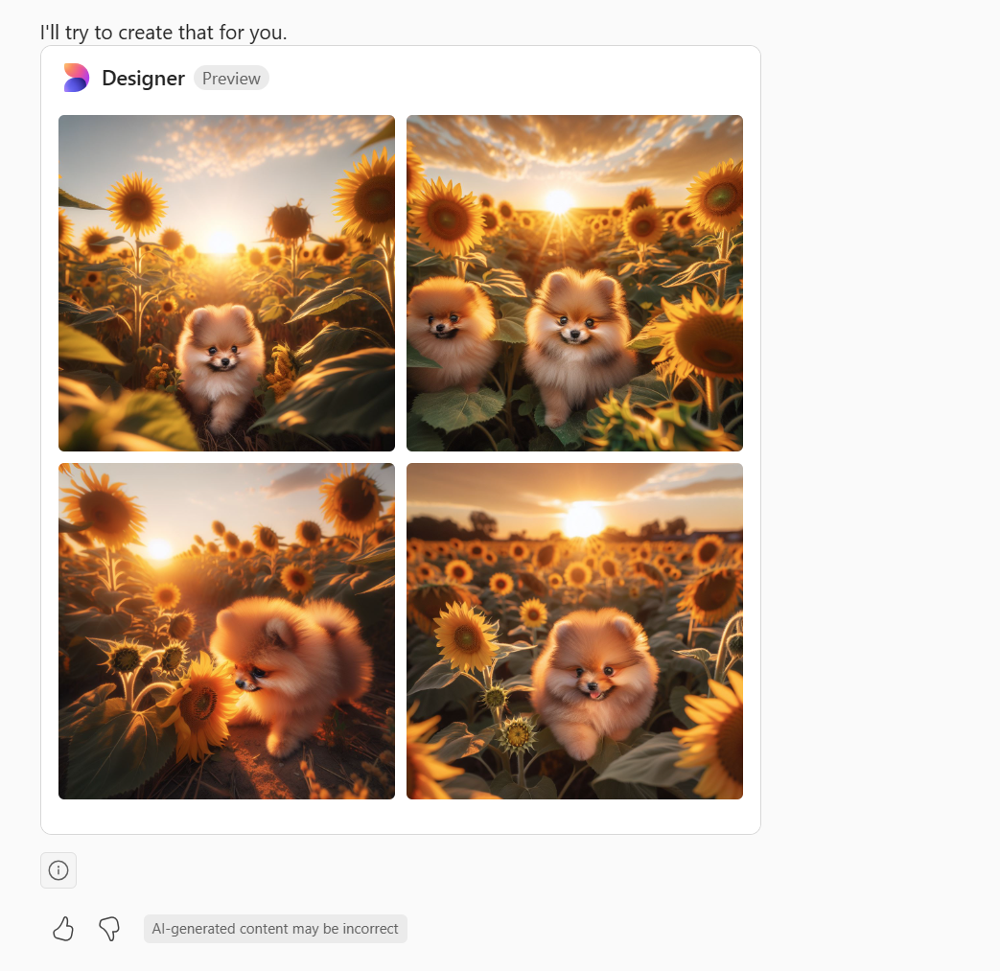 I'll try to create that for you.
Designer Preview
AI-generated content may be incorrect